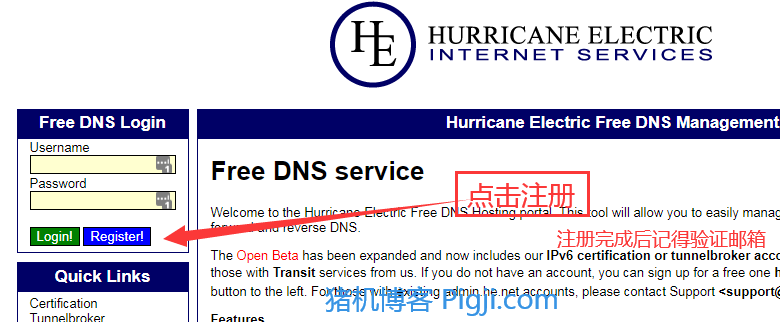 HE
HURRICANE ELECTRIC
INTERNET SERVICES
Free DNS Login
Username
Password
Login! Register!
Quick Links
Certification
Tunnelbroker
Hurricane Electric Free DNS Management
Free DNS service
点击注册
Welcome to the Hurricane Electric Free DNS Hosting portal. This tool will allow you to easily manag
forward and reverse DNS.
注册完成后记得验证邮箱
The Open Beta has been expanded and now includes our IPv6 certification or tunnelbroker acc
those with Transit services from us. If you do not have an account, you can sign up for a free one h
button to the left. For those with existing admin.he.net accounts, please contact Support <support@
猪机博客 Pigji.com
Features